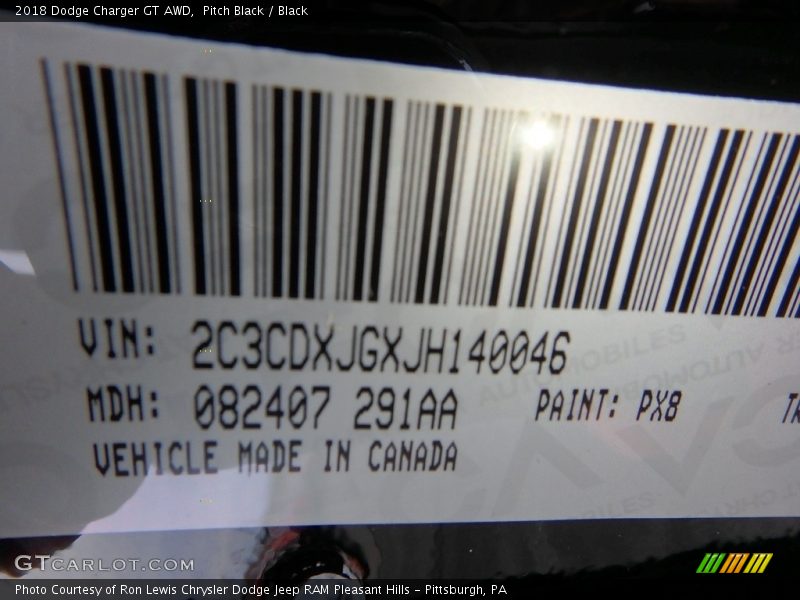 2018 Dodge Charger GT AWD,  Pitch Black / Black
VIN: 2C3CDXJGXJH140046
MDH: 082407 291AA PAINT: PX8
VEHICLE MADE IN CANADA
GTCARLOT.COM
Photo Courtesy of Ron Lewis Chrysler Dodge Jeep RAM Pleasant Hills - Pittsburgh, PA